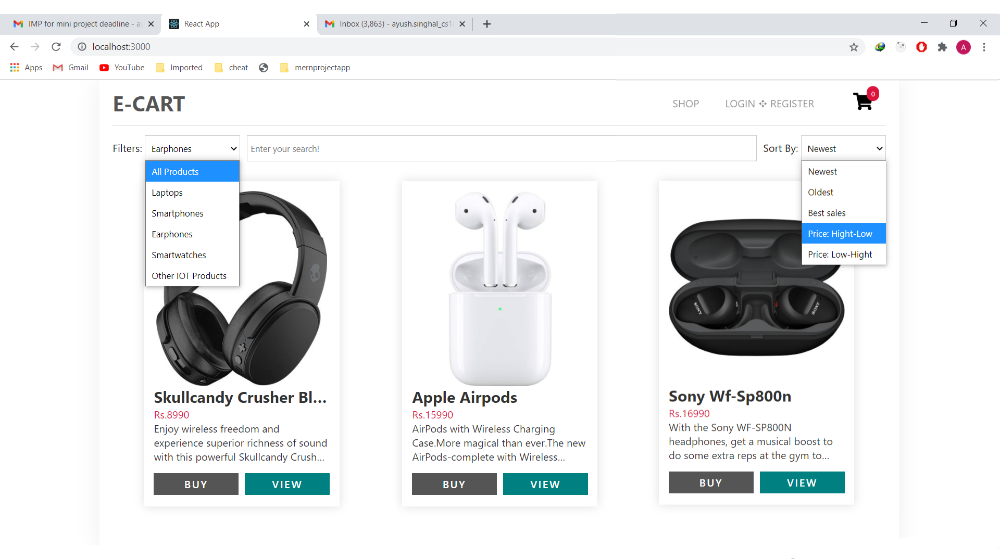 IMP for mini project deadline - ay
React App
Inbox (3,863) - ayush.singhal_cs18
localhost:3000
A
Apps
Gmail
YouTube
Imported
cheat
mernprojectapp
E-CART
SHOP
LOGIN
REGISTER
0
Filters:
Earphones
Enter your search!
Sort By:
Newest
All Products
Laptops
Smartphones
Earphones
Smartwatches
Other IOT Products
Newest
Oldest
Best sales
Price: Hight-Low
Price: Low-Hight
SONY
SONY
Skullcandy Crusher Bl...
Rs.8990
Enjoy wireless freedom and
experience superior richness of sound
with this powerful Skullcandy Crush...
BUY
VIEW
Apple Airpods
Rs.15990
AirPods with Wireless Charging
Case.More magical than ever.The new
AirPods-complete with Wireless...
BUY
VIEW
Sony Wf-Sp800n
Rs.16990
With the Sony WF-SP800N
headphones, get a musical boost to
do some extra reps at the gym to...
BUY
VIEW